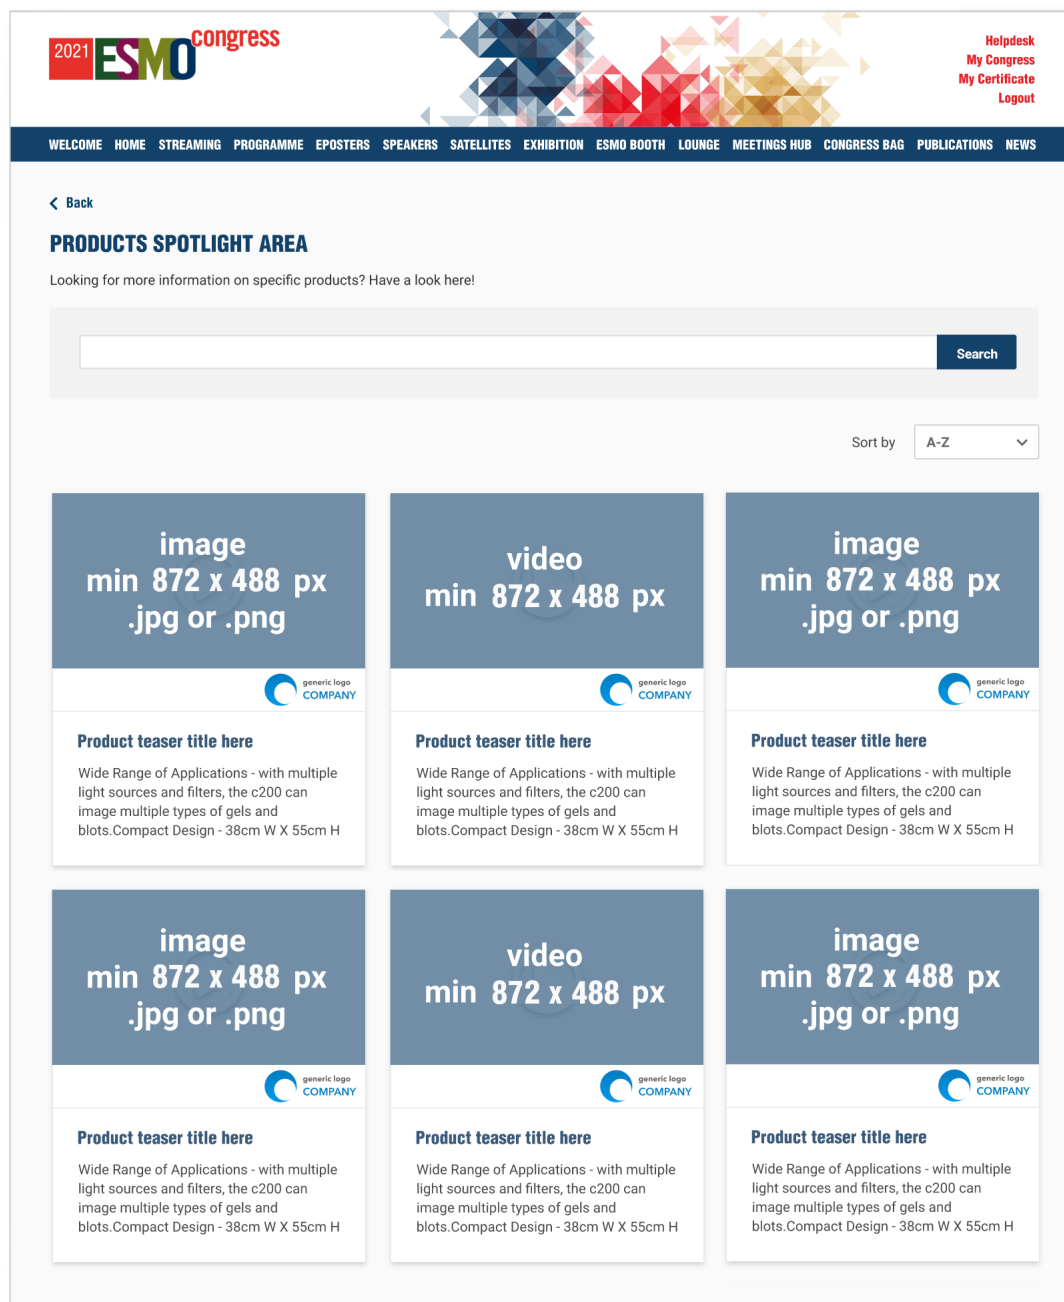 2021 ESMO congress
Helpdesk
My Congress
My Certificate
Logout
WELCOME HOME STREAMING PROGRAMME EPOSTERS SPEAKERS SATELLITES EXHIBITION ESMO BOOTH LOUNGE MEETINGS HUB CONGRESS BAG PUBLICATIONS NEWS
Back
PRODUCTS SPOTLIGHT AREA
Looking for more information on specific products? Have a look here!
Search
Sort by A-Z
image
min 872 x 488 px
.jpg or .png
generic logo
COMPANY
Product teaser title here
Wide Range of Applications - with multiple
light sources and filters, the c200 can
image multiple types of gels and
blots.Compact Design - 38cm W X 55cm H
video
min 872 x 488 px
generic logo
COMPANY
Product teaser title here
Wide Range of Applications - with multiple
light sources and filters, the c200 can
image multiple types of gels and
blots.Compact Design - 38cm W X 55cm H
image
min 872 x 488 px
.jpg or .png
generic logo
COMPANY
Product teaser title here
Wide Range of Applications - with multiple
light sources and filters, the c200 can
image multiple types of gels and
blots.Compact Design - 38cm W X 55cm H
image
min 872 x 488 px
.jpg or .png
generic logo
COMPANY
Product teaser title here
Wide Range of Applications - with multiple
light sources and filters, the c200 can
image multiple types of gels and
blots.Compact Design - 38cm W X 55cm H
video
min 872 x 488 px
generic logo
COMPANY
Product teaser title here
Wide Range of Applications - with multiple
light sources and filters, the c200 can
image multiple types of gels and
blots.Compact Design - 38cm W X 55cm H
image
min 872 x 488 px
.jpg or .png
generic logo
COMPANY
Product teaser title here
Wide Range of Applications - with multiple
light sources and filters, the c200 can
image multiple types of gels and
blots.Compact Design - 38cm W X 55cm H